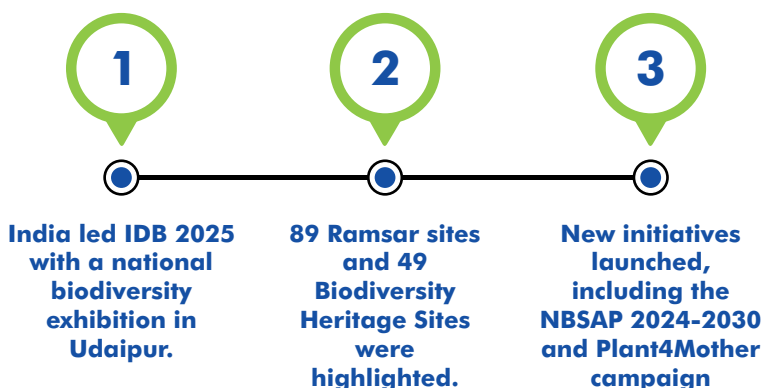 1
2
3
India led IDB 2025
with a national
biodiversity
exhibition in
Udaipur.
89 Ramsar sites
and 49
Biodiversity
Heritage Sites
were
highlighted.
New initiatives
launched,
including the
NBSAP 2024-2030
and Plant4Mother
campaign